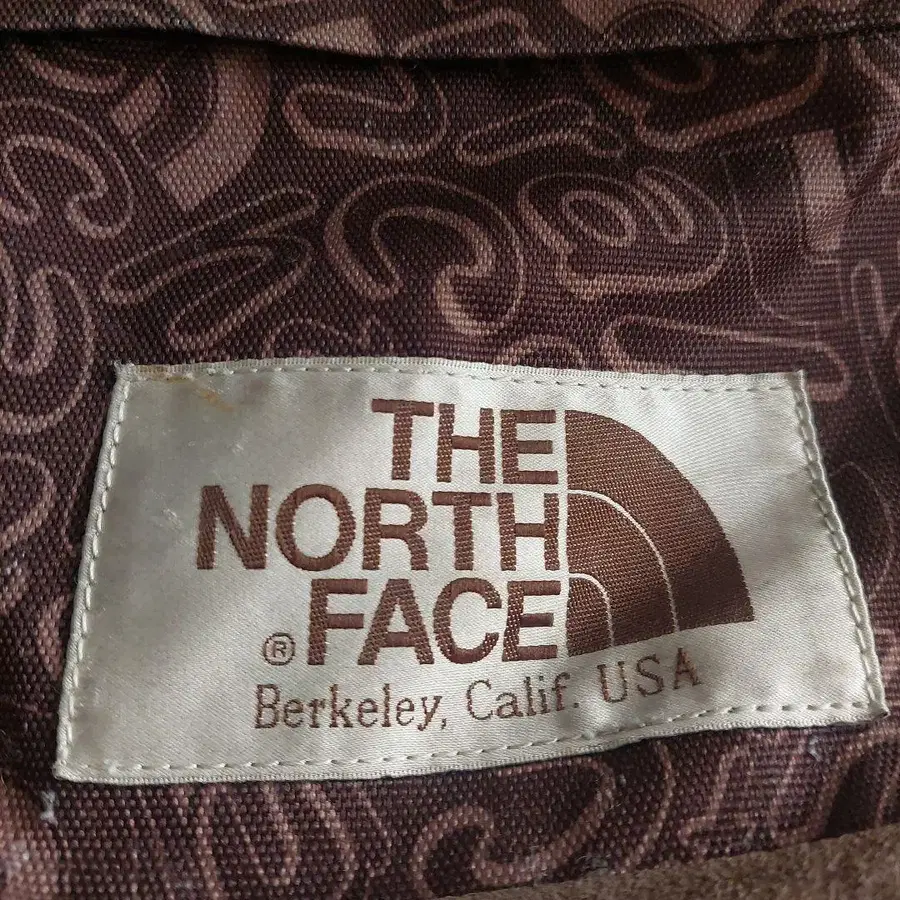 THE
NORTH
® FACE
Berkeley, Calif. USA